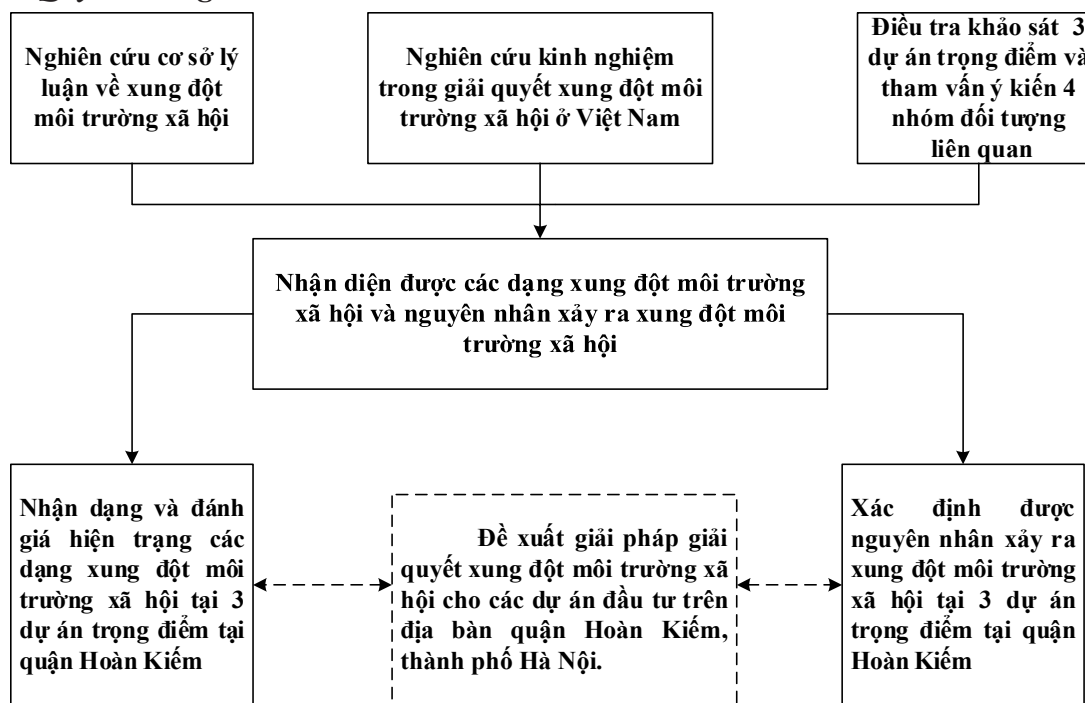 Nghiên cứu cơ sở lý
luận về xung đột
môi trường xã hội
Nghiên cứu kinh nghiệm
trong giải quyết xung đột môi
trường xã hội ở Việt Nam
Điều tra khảo sát 3
dự án trọng điểm và
tham vấn ý kiến 4
nhóm đối tượng
liên quan
Nhận diện được các dạng xung đột môi trường
xã hội và nguyên nhân xảy ra xung đột môi
trường xã hội
Nhận dạng và đánh
giá hiện trạng các
dạng xung đột môi
trường xã hội tại 3
dự án trọng điểm tại
quận Hoàn Kiếm
Đề xuất giải pháp giải
quyết xung đột môi trường xã
hội cho các dự án đầu tư trên
địa bàn quận Hoàn Kiếm,
thành phố Hà Nội.
Xác định được
nguyên nhân xảy ra
xung đột môi trường
xã hội tại 3 dự án
trọng điểm tại quận
Hoàn Kiếm